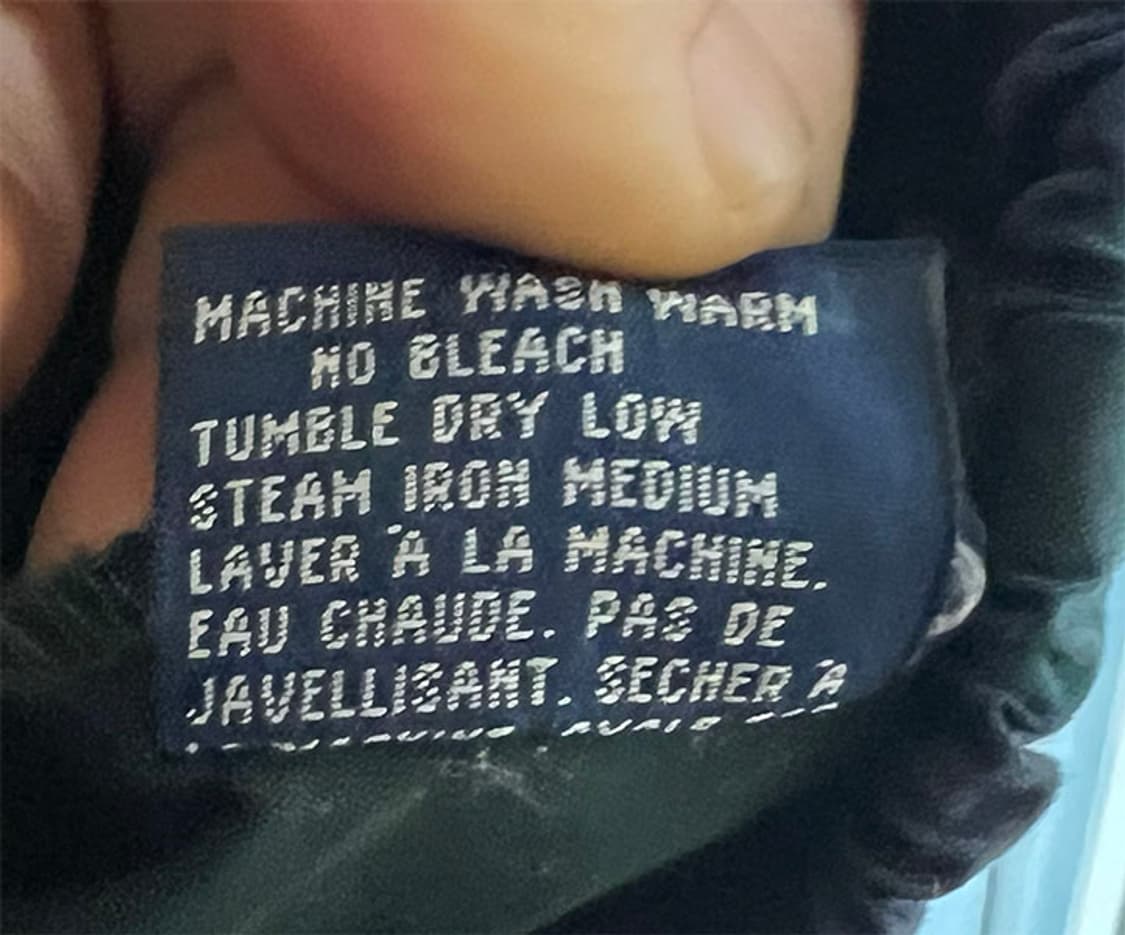 MACHINE WASH WARM
NO BLEACH
TUMBLE DRY LOW
STEAM IRON MEDIUM
LAVER À LA MACHINE.
EAU CHAUDE. PAS DE
JAVELLISANT. SECHER À